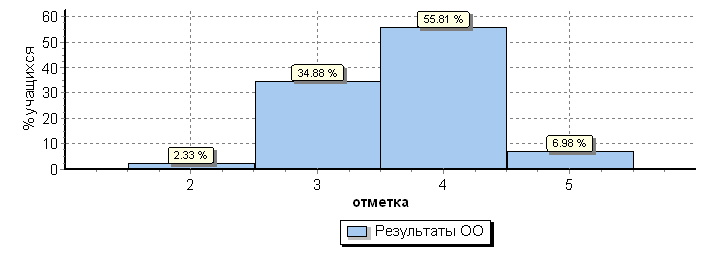 60
50
40
30
20
10
0
% учащихся
2.33 %
34.88 %
55.81 %
6.98 %
2 3 4 5
отметка
Результаты ОО